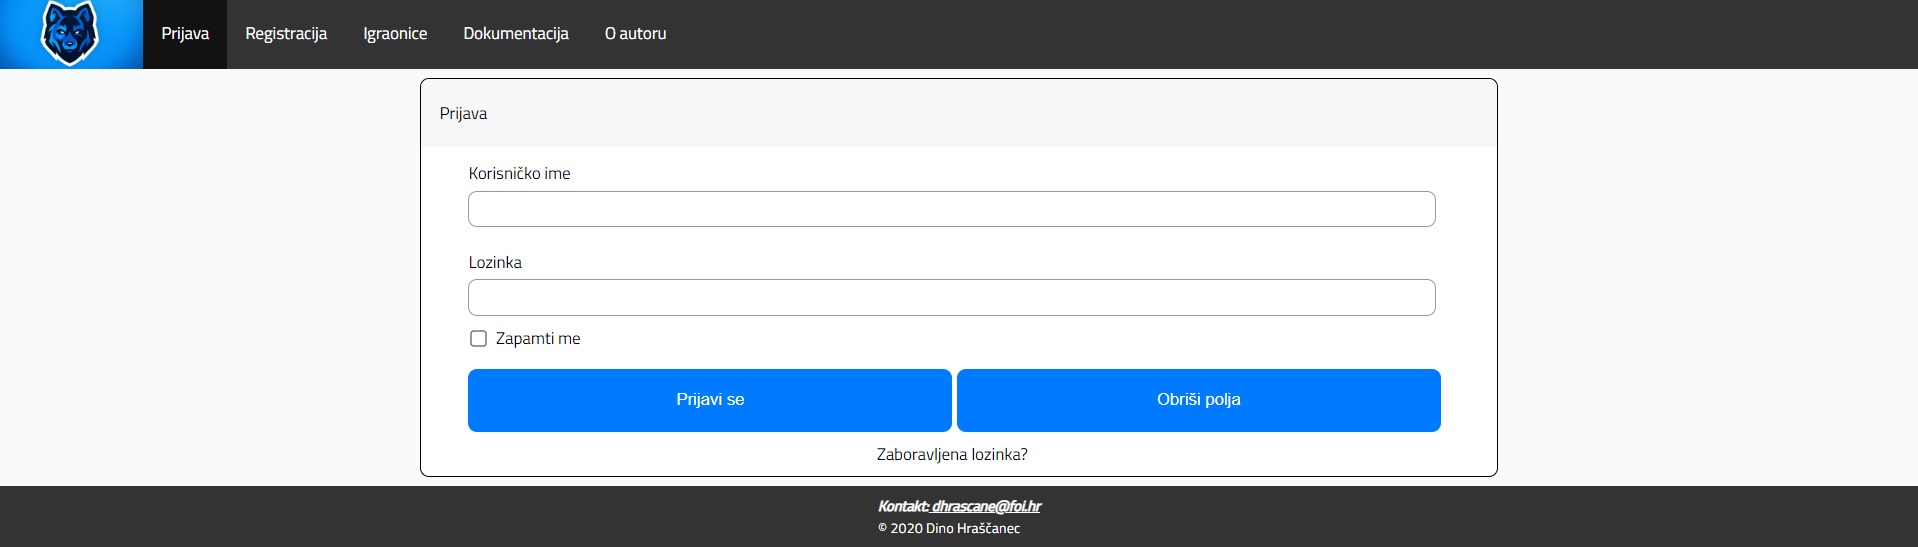 Prijava Registracija Igraonice Dokumentacija O autoru
Prijava
Korisničko ime
Lozinka
Zapamti me
Prijavi se Obriši polja
Zaboravljena lozinka?
Kontakt: dhrascane@foi.hr
© 2020 Dino Hraščanec